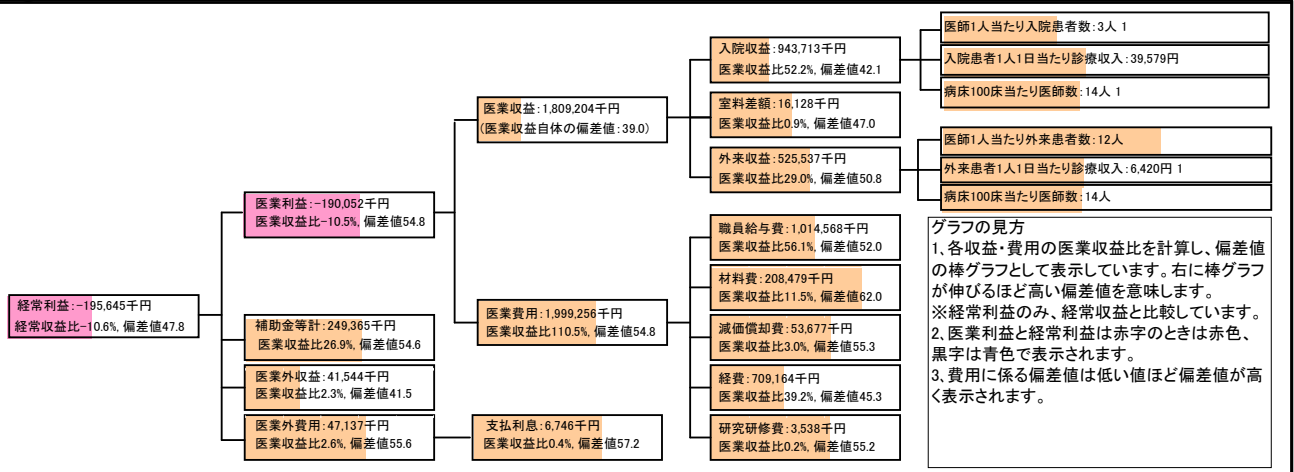 経常利益:-195,645千円
経常収益比-10.6%, 偏差値47.8
医業利益:-190,052千円
医業収益比-10.5%, 偏差値54.8
補助金等計:249,365千円
医業収益比26.9%, 偏差値54.6
医業外収益:41,544千円
医業収益比2.3%, 偏差値41.5
医業外費用:47,137千円
医業収益比2.6%, 偏差値55.6
医業収益:1,809,204千円
(医業収益自体の偏差値:39.0)
医業費用:1,999,256千円
医業収益比110.5%, 偏差値54.8
支払利息:6,746千円
医業収益比0.4%, 偏差値57.2
入院収益:943,713千円
医業収益比52.2%, 偏差値42.1
室料差額:16,128千円
医業収益比0.9%, 偏差値47.0
外来収益:525,537千円
医業収益比29.0%, 偏差値50.8
職員給与費:1,014,568千円
医業収益比56.1%, 偏差値52.0
材料費:208,479千円
医業収益比11.5%, 偏差値62.0
減価償却費:53,677千円
医業収益比3.0%, 偏差値55.3
経費:709,164千円
医業収益比39.2%, 偏差値45.3
研究研修費:3,538千円
医業収益比0.2%, 偏差値55.2
医師1人当たり入院患者数:3人 1
入院患者1人1日当たり診療収入:39,579円
病床100床当たり医師数:14人 1
医師1人当たり外来患者数:12人
外来患者1人1日当たり診療収入:6,420円 1
病床100床当たり医師数:14人
グラフの見方
1、各収益・費用の医業収益比を計算し、偏差値
の棒グラフとして表示しています。右に棒グラフ
が伸びるほど高い偏差値を意味します。
※経常利益のみ、経常収益と比較しています。
2、医業利益と経常利益は赤字のときは赤色、
黒字は青色で表示されます。
3、費用に係る偏差値は低い値ほど偏差値が高
く表示されます。